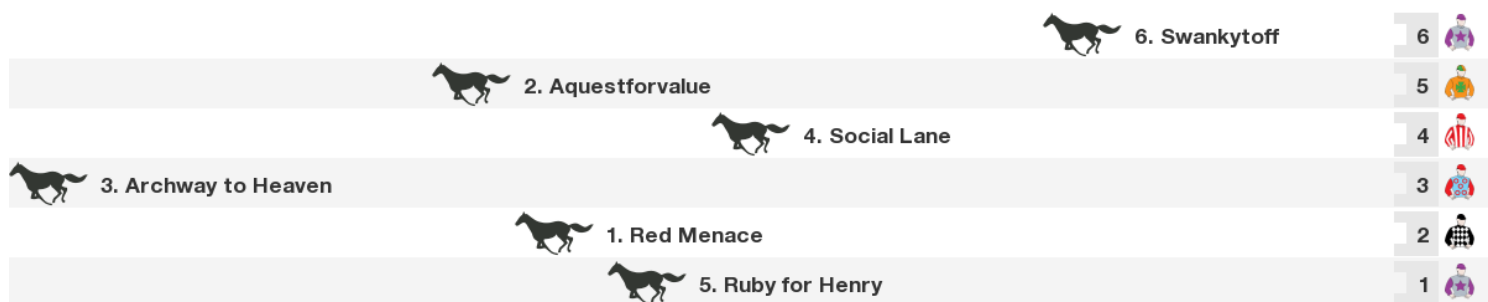 6. Swankytoff 6
2. Aquestforvalue 5
4. Social Lane 4
3. Archway to Heaven 3
1. Red Menace 2
5. Ruby for Henry 1